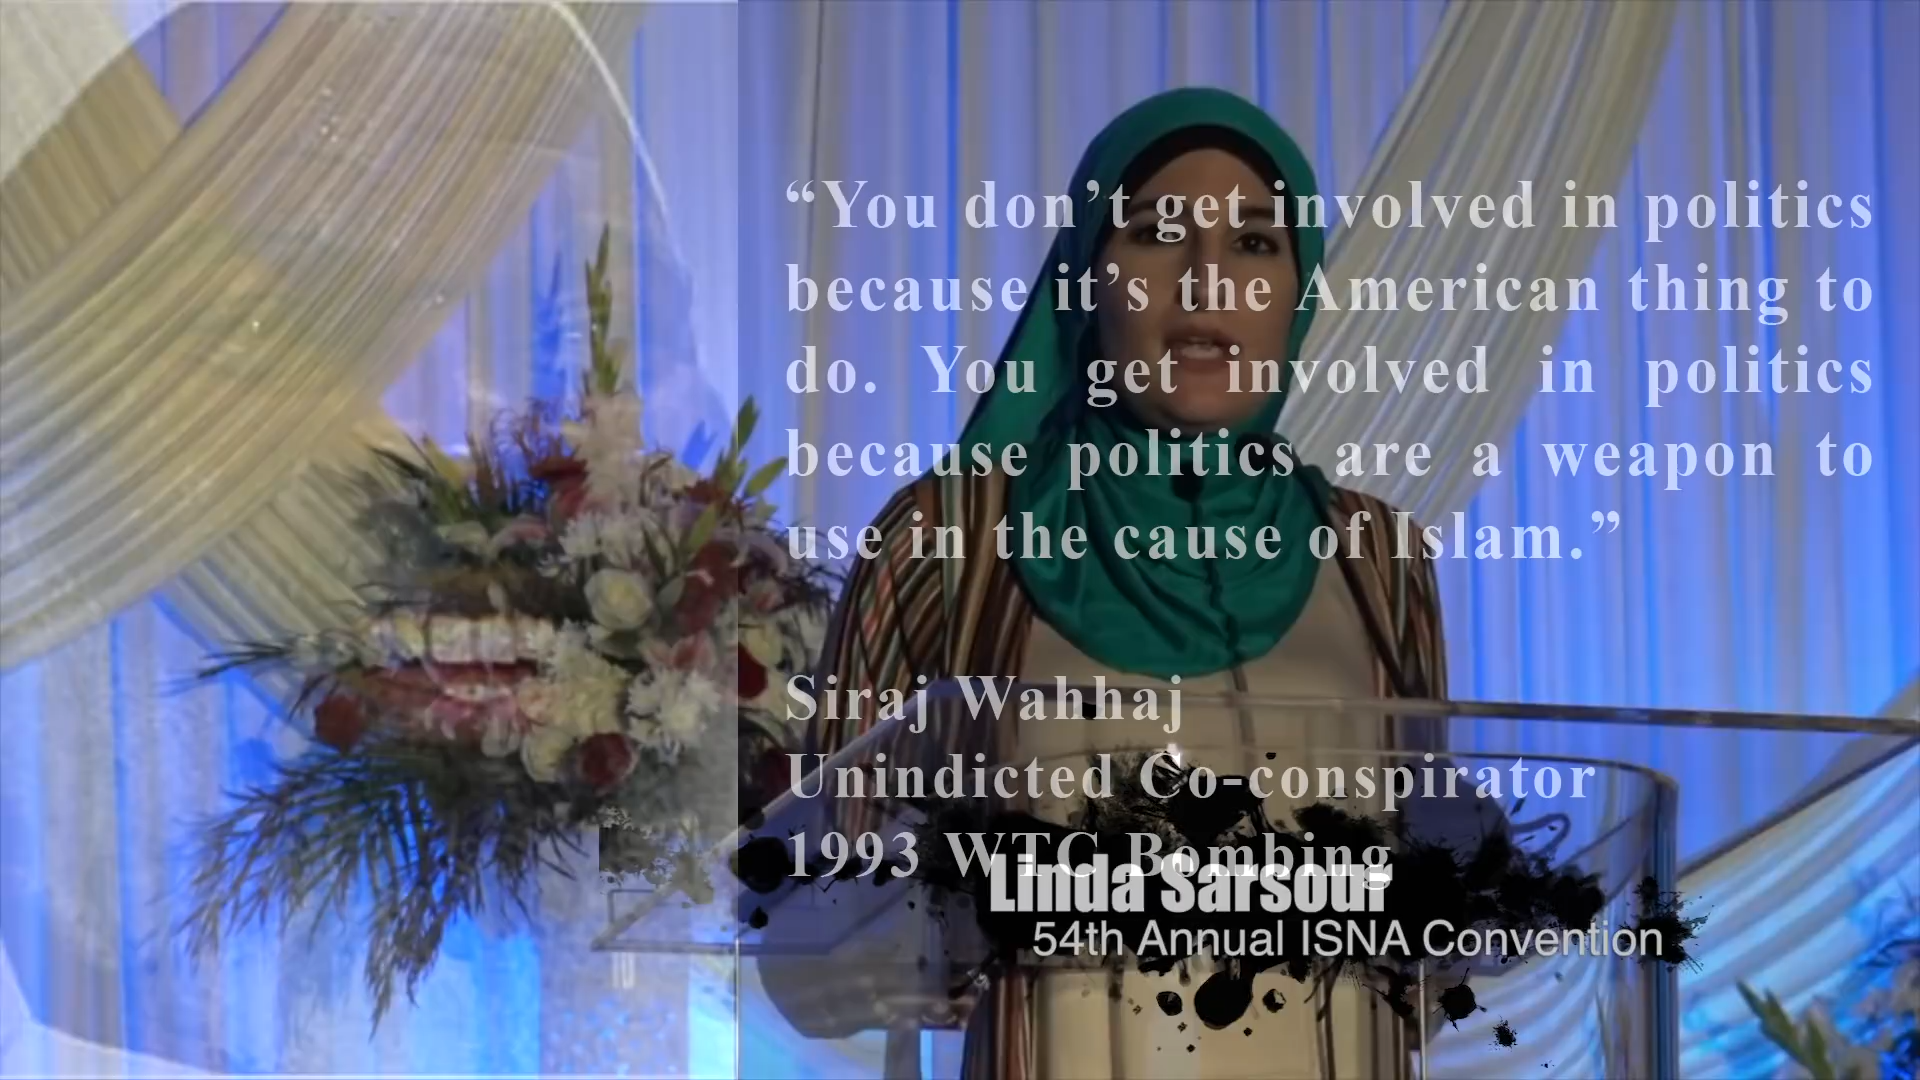 “You don’t get involved in politics
because it’s the American thing to
do. You get involved in politics
because politics are a weapon to
use in the cause of Islam.”
Siraj Wahhaj
Unindicted Co-conspirator
1993 WTC Bombing
Linda Sarsour
54th Annual ISNA Convention